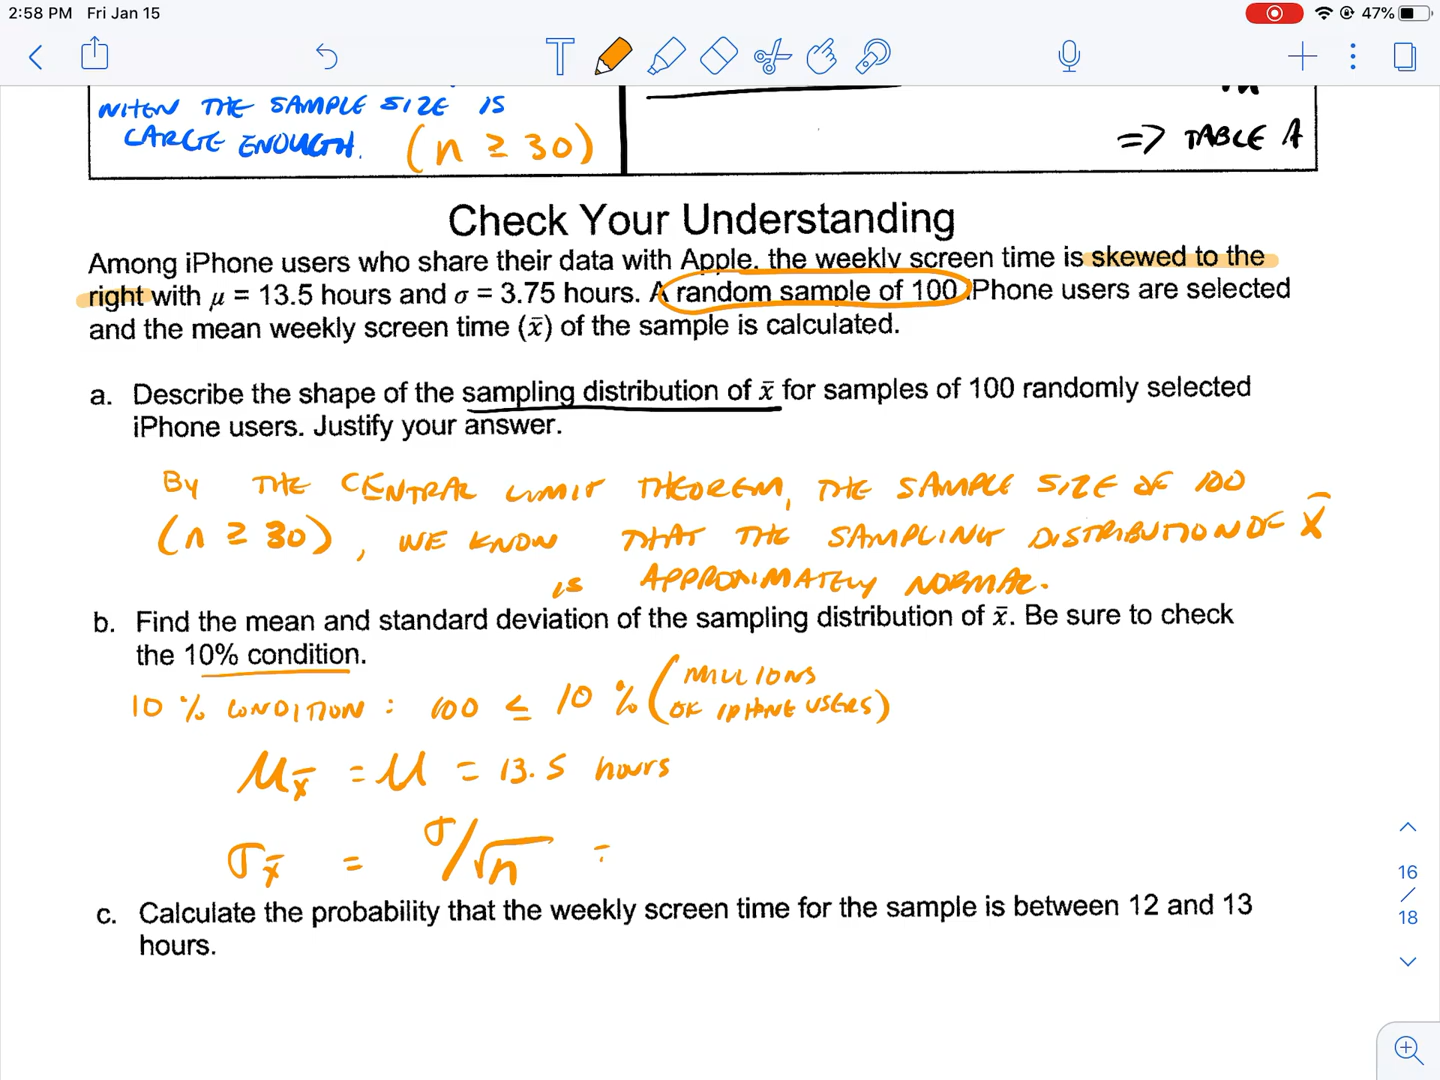 2:58 PM Fri Jan 15
47%
WHEN THE SAMPLE SIZE IS
LARGE ENOUGH. (n ≥ 30)
=> TABLE A
Check Your Understanding
Among iPhone users who share their data with Apple, the weekly screen time is skewed to the
right with μ = 13.5 hours and σ = 3.75 hours. A random sample of 100 iPhone users are selected
and the mean weekly screen time (x̄) of the sample is calculated.
a. Describe the shape of the sampling distribution of x̄ for samples of 100 randomly selected
iPhone users. Justify your answer.
BY THE CENTRAL LIMIT THEOREM, THE SAMPLE SIZE OF 100
(n ≥ 30), WE KNOW THAT THE SAMPLING DISTRIBUTION OF x̄
IS APPROXIMATELY NORMAL.
b. Find the mean and standard deviation of the sampling distribution of x̄. Be sure to check
the 10% condition.
10 % CONDITION : 100 ≤ 10 % (MILLIONS
OF IPHONE USERS)
μx̄ = μ = 13.5 hours
σx̄ = σ/√n =
c. Calculate the probability that the weekly screen time for the sample is between 12 and 13
hours.
16
/
18